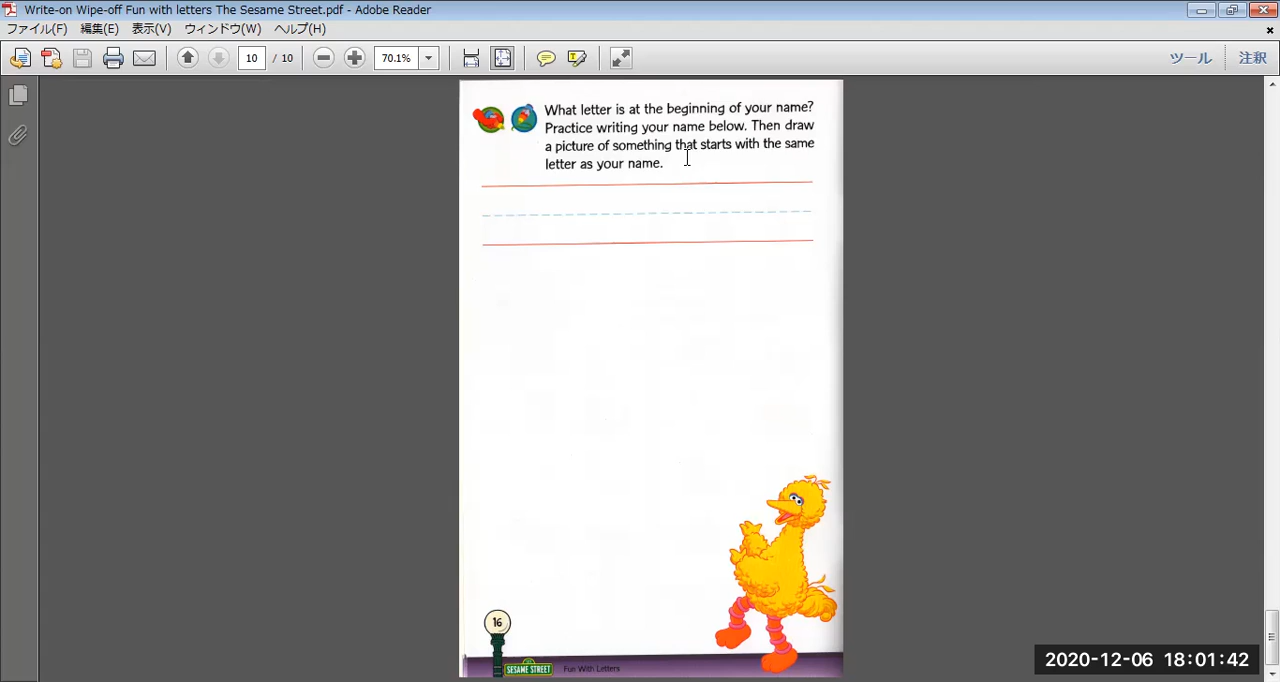 Write-on Wipe-off Fun with letters The Sesame Street.pdf - Adobe Reader
ファイル(F) 編集(E) 表示(V) ウィンドウ(W) ヘルプ(H)
10 / 10 70.1% ツール 注釈
What letter is at the beginning of your name?
Practice writing your name below. Then draw
a picture of something that starts with the same
letter as your name.
16
SESAME STREET Fun With Letters
2020-12-06 18:01:42